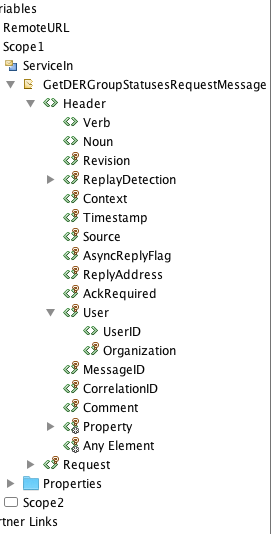 riables
RemoteURL
Scope1
ServiceIn
GetDERGroupStatusesRequestMessage
Header
Verb
Noun
Revision
ReplayDetection
Context
Timestamp
Source
AsyncReplyFlag
ReplyAddress
AckRequired
User
UserID
Organization
MessageID
CorrelationID
Comment
Property
Any Element
Request
Properties
Scope2
rtner Links